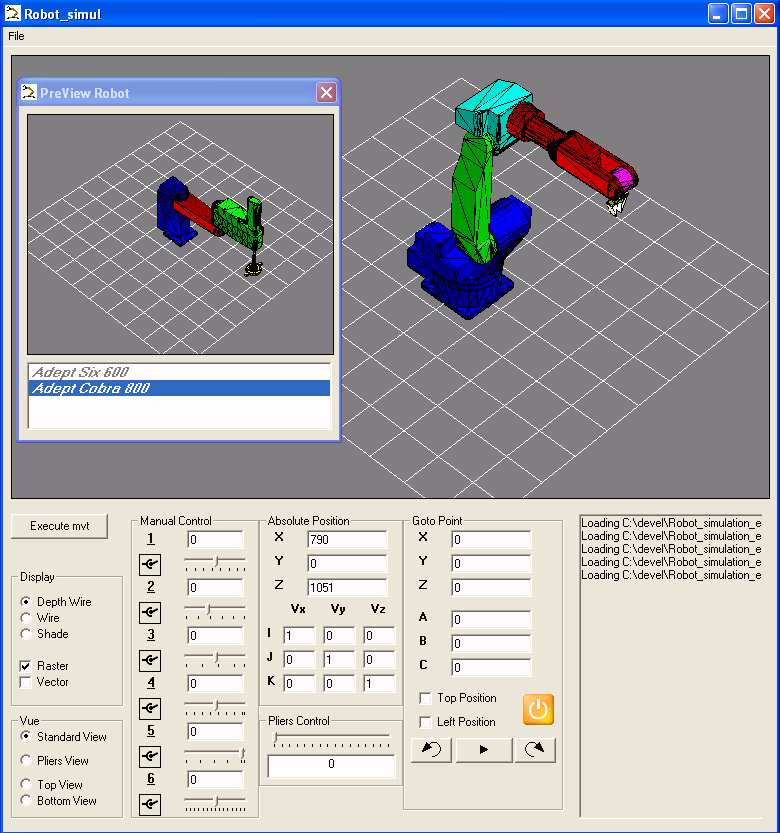 Robot_simul
File
PreView Robot
Adept Six 600
Adept Cobra 800
Execute mvt
Display
Depth Wire
Wire
Shade
Raster
Vector
Vue
Standard View
Pliers View
Top View
Bottom View
Manual Control
1
0
2
0
3
0
4
0
5
0
6
0
Absolute Position
X 790
Y 0
Z 1051
Vx Vy Vz
I 1 0 0
J 0 1 0
K 0 0 1
Pliers Control
0
Goto Point
X 0
Y 0
Z 0
A 0
B 0
C 0
Top Position
Left Position
Loading C:\devel\Robot_simulation_e
Loading C:\devel\Robot_simulation_e
Loading C:\devel\Robot_simulation_e
Loading C:\devel\Robot_simulation_e
Loading C:\devel\Robot_simulation_e